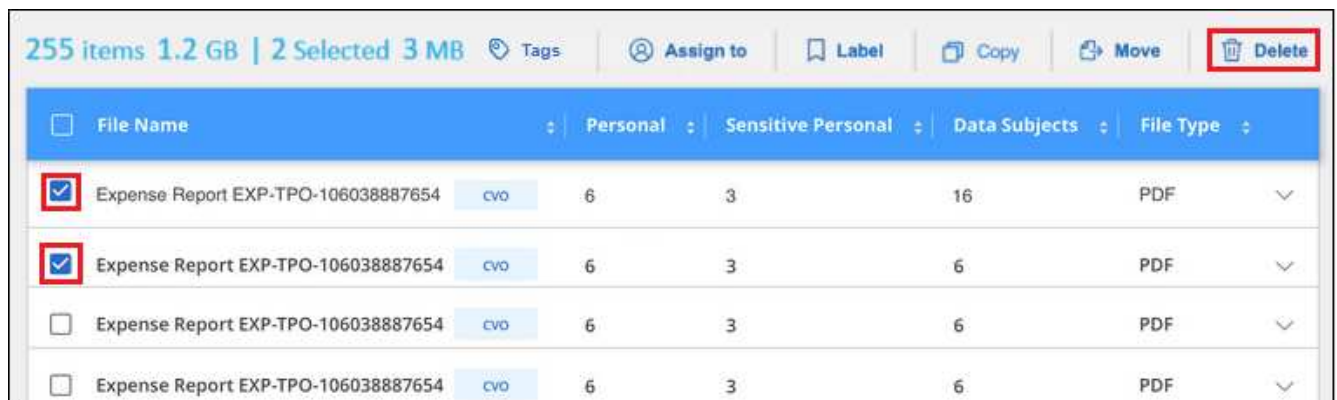 255 items 1.2 GB | 2 Selected 3 MB Tags Assign to Label Copy Move Delete
File Name Personal Sensitive Personal Data Subjects File Type
Expense Report EXP-TPO-106038887654 CVO 6 3 16 PDF
Expense Report EXP-TPO-106038887654 CVO 6 3 6 PDF
Expense Report EXP-TPO-106038887654 CVO 6 3 6 PDF
Expense Report EXP-TPO-106038887654 CVO 6 3 6 PDF